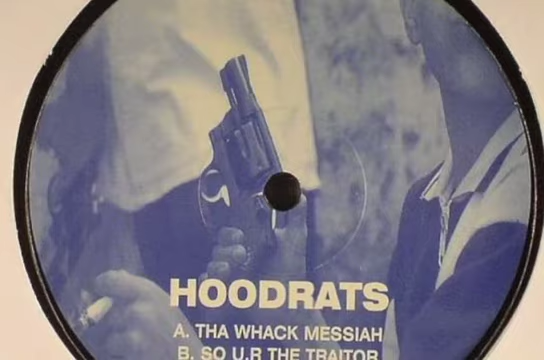 HOODRATS
A. THA WHACK MESSIAH
B. SO U.R THE TRAITOR